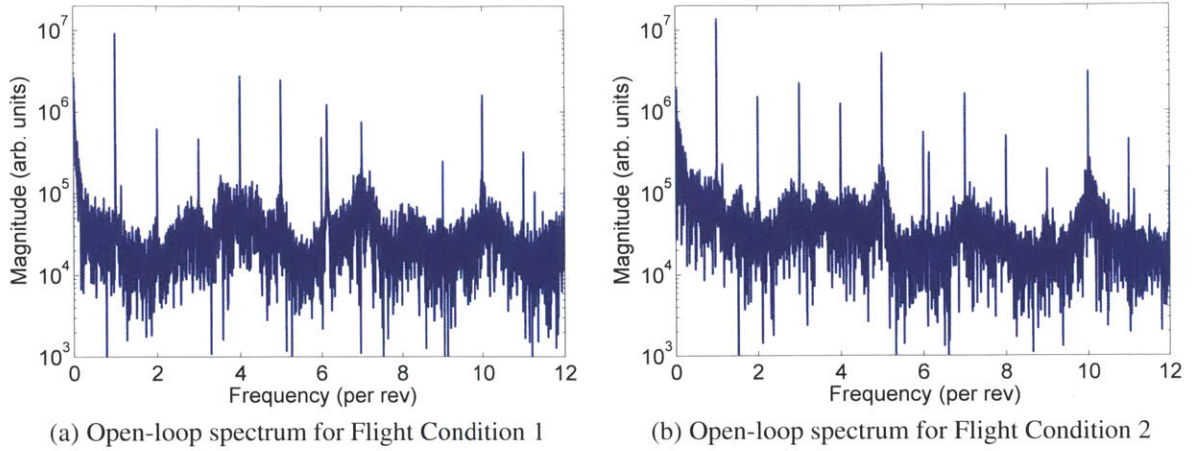 10^7
10^6
10^5
10^4
10^3
Magnitude (arb. units)
0 2 4 6 8 10 12
Frequency (per rev)
(a) Open-loop spectrum for Flight Condition 1
10^7
10^6
10^5
10^4
10^3
Magnitude (arb. units)
0 2 4 6 8 10 12
Frequency (per rev)
(b) Open-loop spectrum for Flight Condition 2